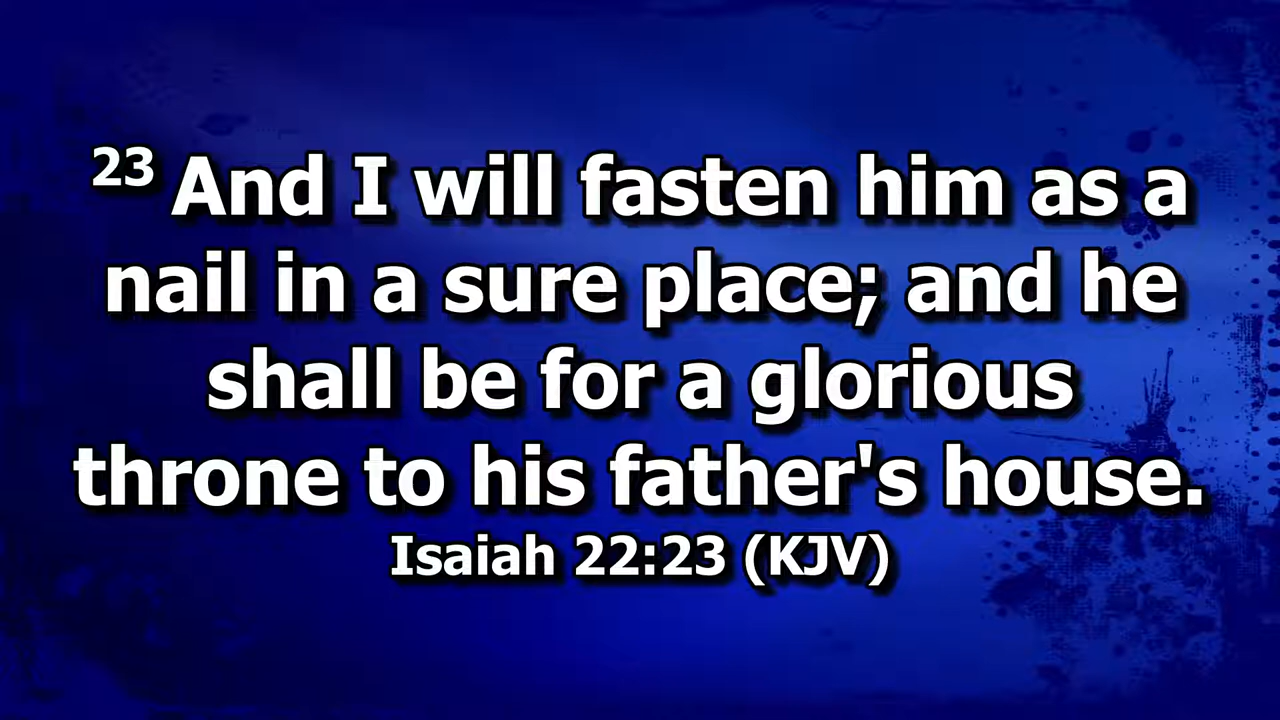 23 And I will fasten him as a
nail in a sure place; and he
shall be for a glorious
throne to his father's house.
Isaiah 22:23 (KJV)